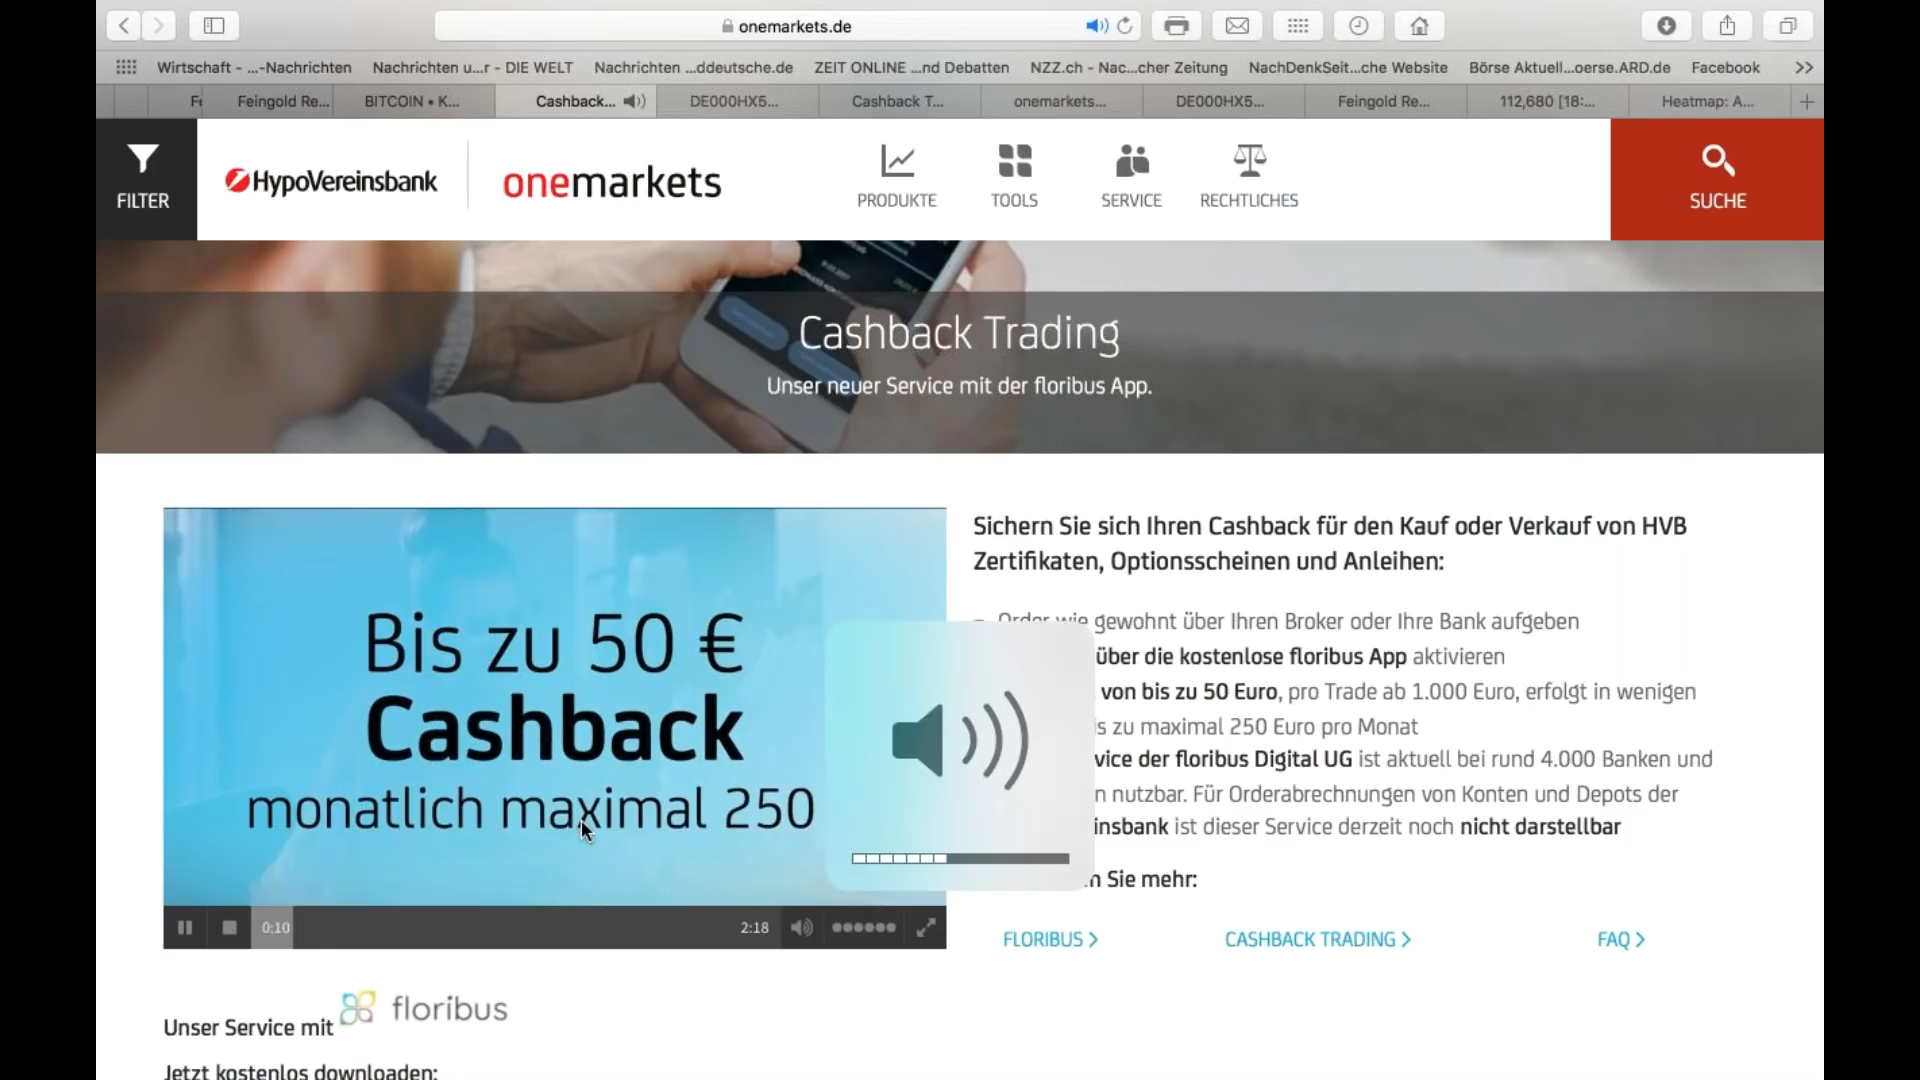 onemarkets.de
Wirtschaft - ...-Nachrichten Nachrichten u...r - DIE WELT Nachrichten ...ddeutsche.de ZEIT ONLINE ...nd Debatten NZZ.ch - Nac...cher Zeitung NachDenkSeit...che Website Börse Aktuell...oerse.ARD.de Facebook
Feingold Re... BITCOIN • K... Cashback... DE000HX5... Cashback T... onemarkets... DE000HX5... Feingold Re... 112,680 [18:... Heatmap: A...
FILTER
HypoVereinsbank
onemarkets
PRODUKTE TOOLS SERVICE RECHTLICHES
SUCHE
Cashback Trading
Unser neuer Service mit der floribus App.
Bis zu 50 €
Cashback
monatlich maximal 250
0:10 2:18
Sichern Sie sich Ihren Cashback für den Kauf oder Verkauf von HVB
Zertifikaten, Optionsscheinen und Anleihen:
– Order wie gewohnt über Ihren Broker oder Ihre Bank aufgeben
über die kostenlose floribus App aktivieren
von bis zu 50 Euro, pro Trade ab 1.000 Euro, erfolgt in wenigen
is zu maximal 250 Euro pro Monat
vice der floribus Digital UG ist aktuell bei rund 4.000 Banken und
n nutzbar. Für Orderabrechnungen von Konten und Depots der
insbank ist dieser Service derzeit noch nicht darstellbar
n Sie mehr:
FLORIBUS CASHBACK TRADING FAQ
Unser Service mit floribus
Jetzt kostenlos downloaden: